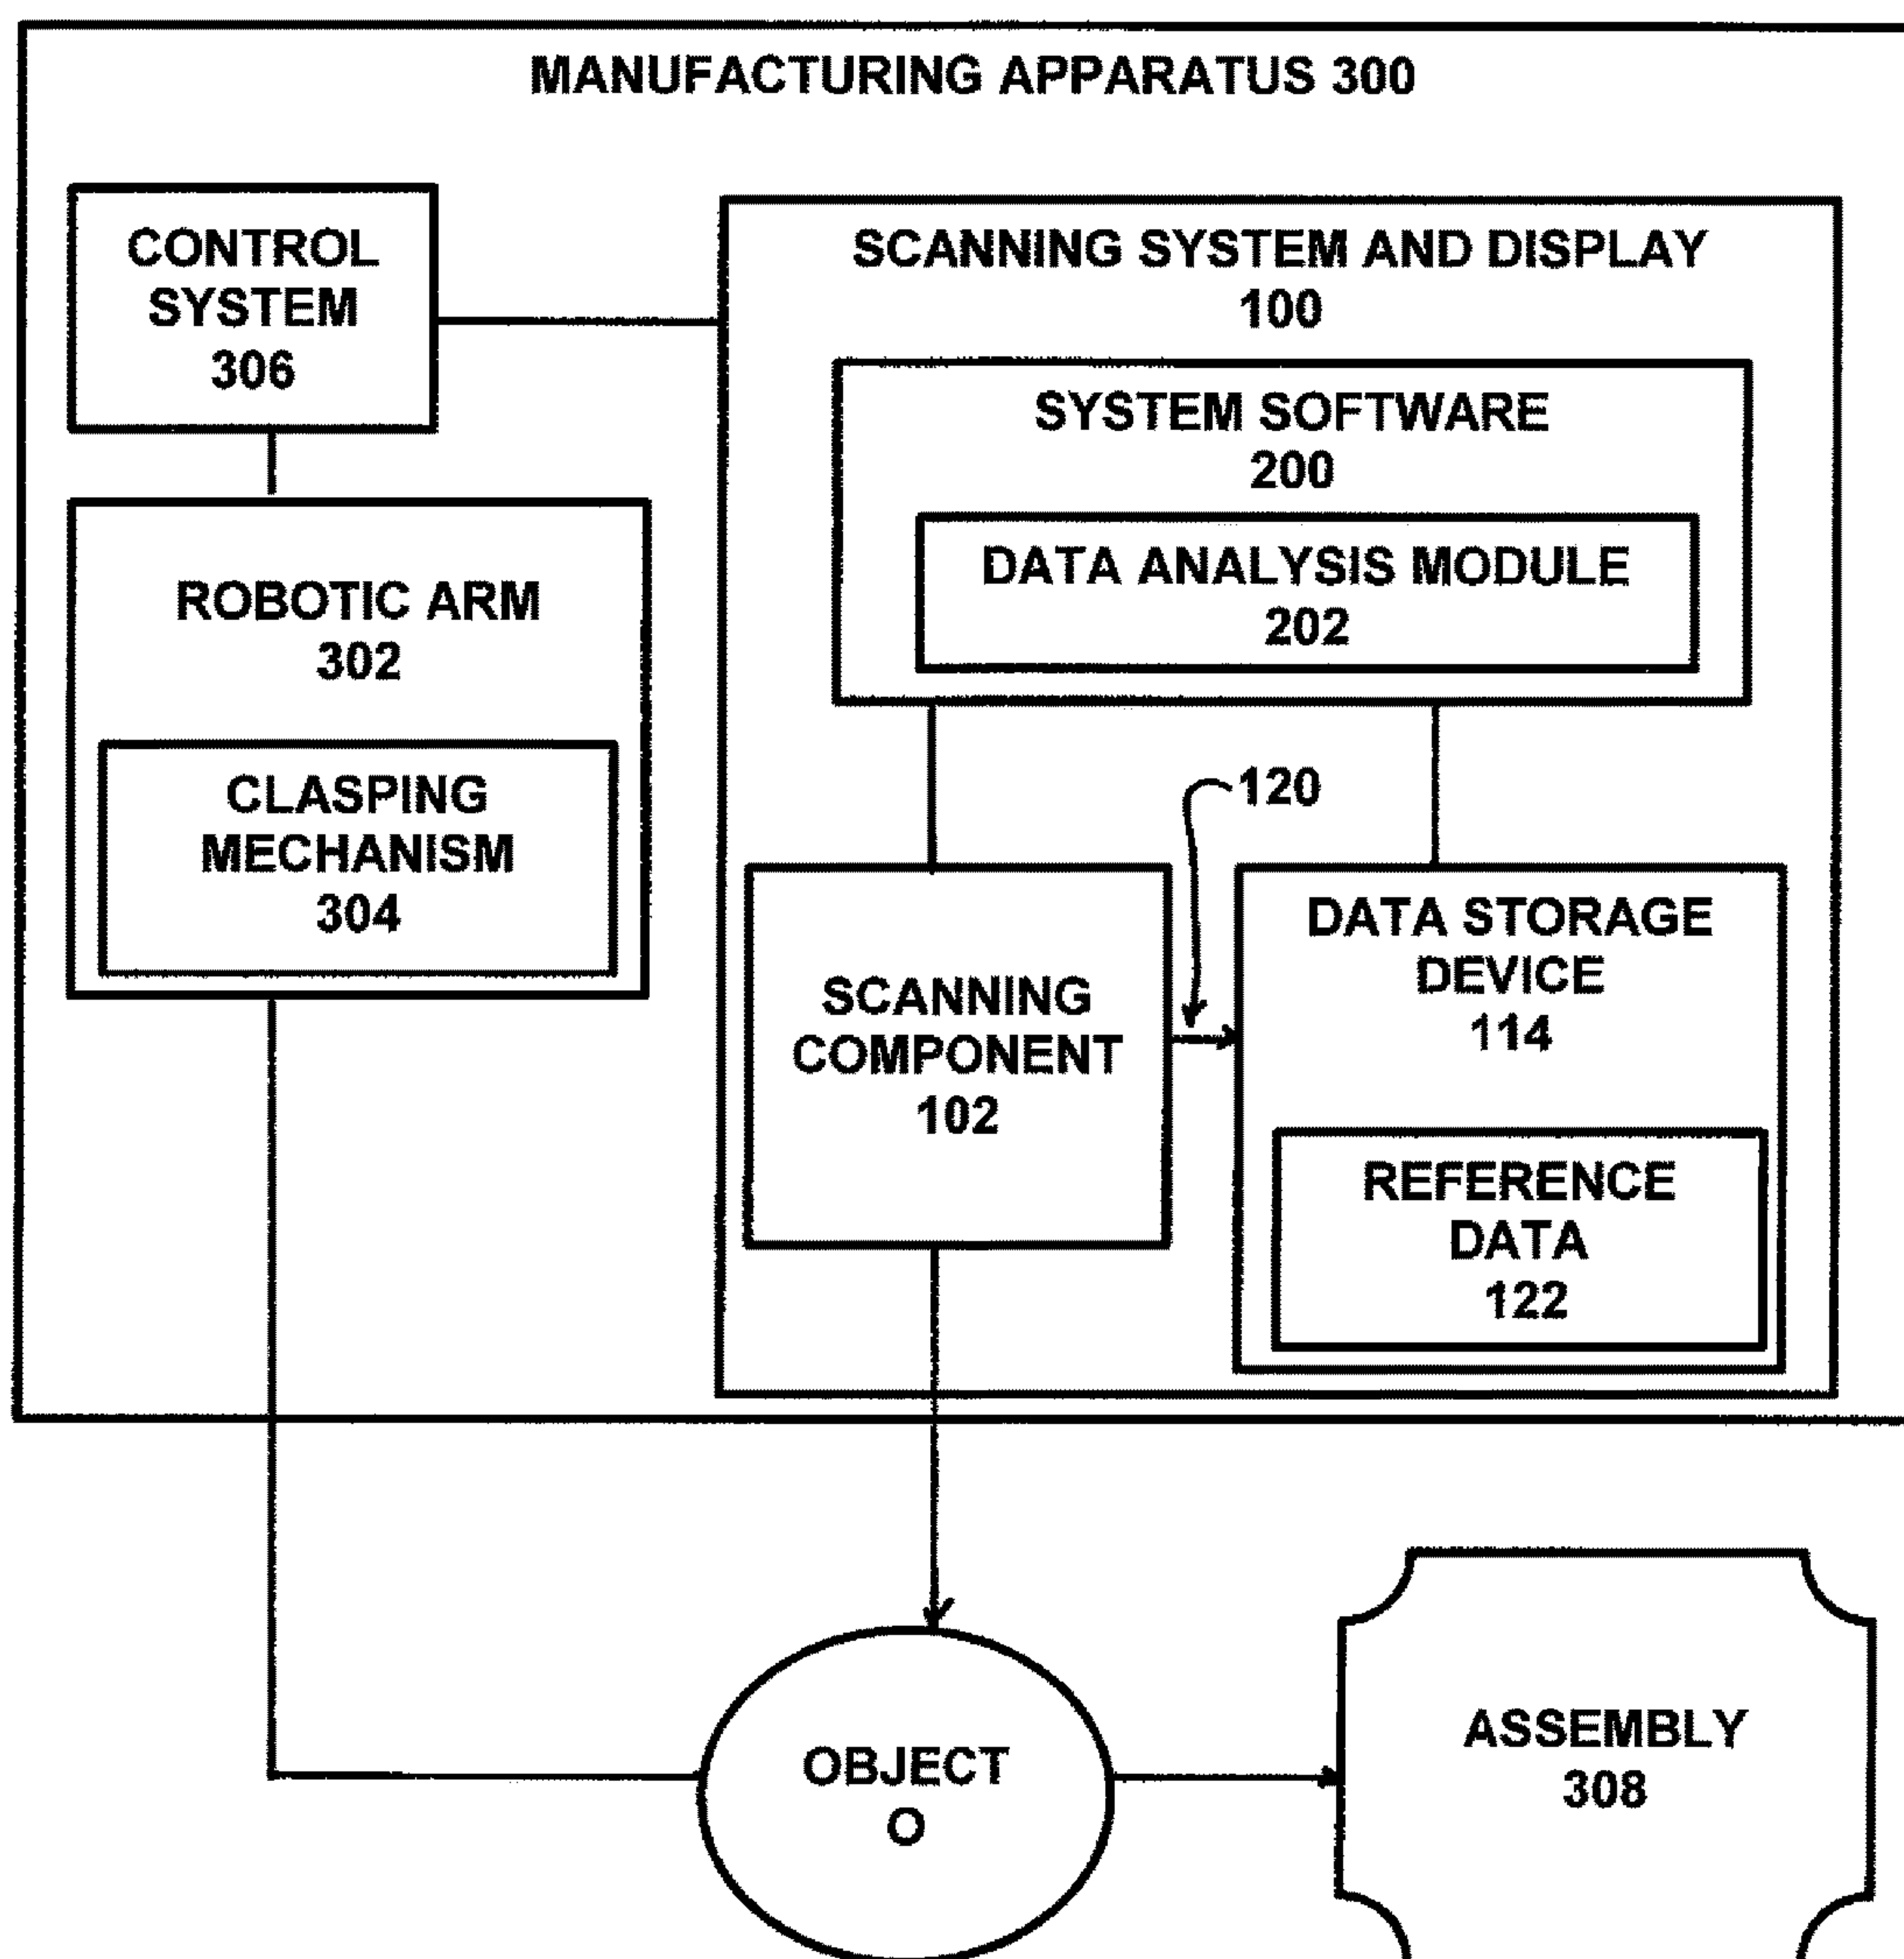 MANUFACTURING APPARATUS 300
CONTROL
SYSTEM
306
SCANNING SYSTEM AND DISPLAY
100
SYSTEM SOFTWARE
200
DATA ANALYSIS MODULE
202
ROBOTIC ARM
302
CLASPING
MECHANISM
304
120
SCANNING
COMPONENT
102
DATA STORAGE
DEVICE
114
REFERENCE
DATA
122
OBJECT
O
ASSEMBLY
308